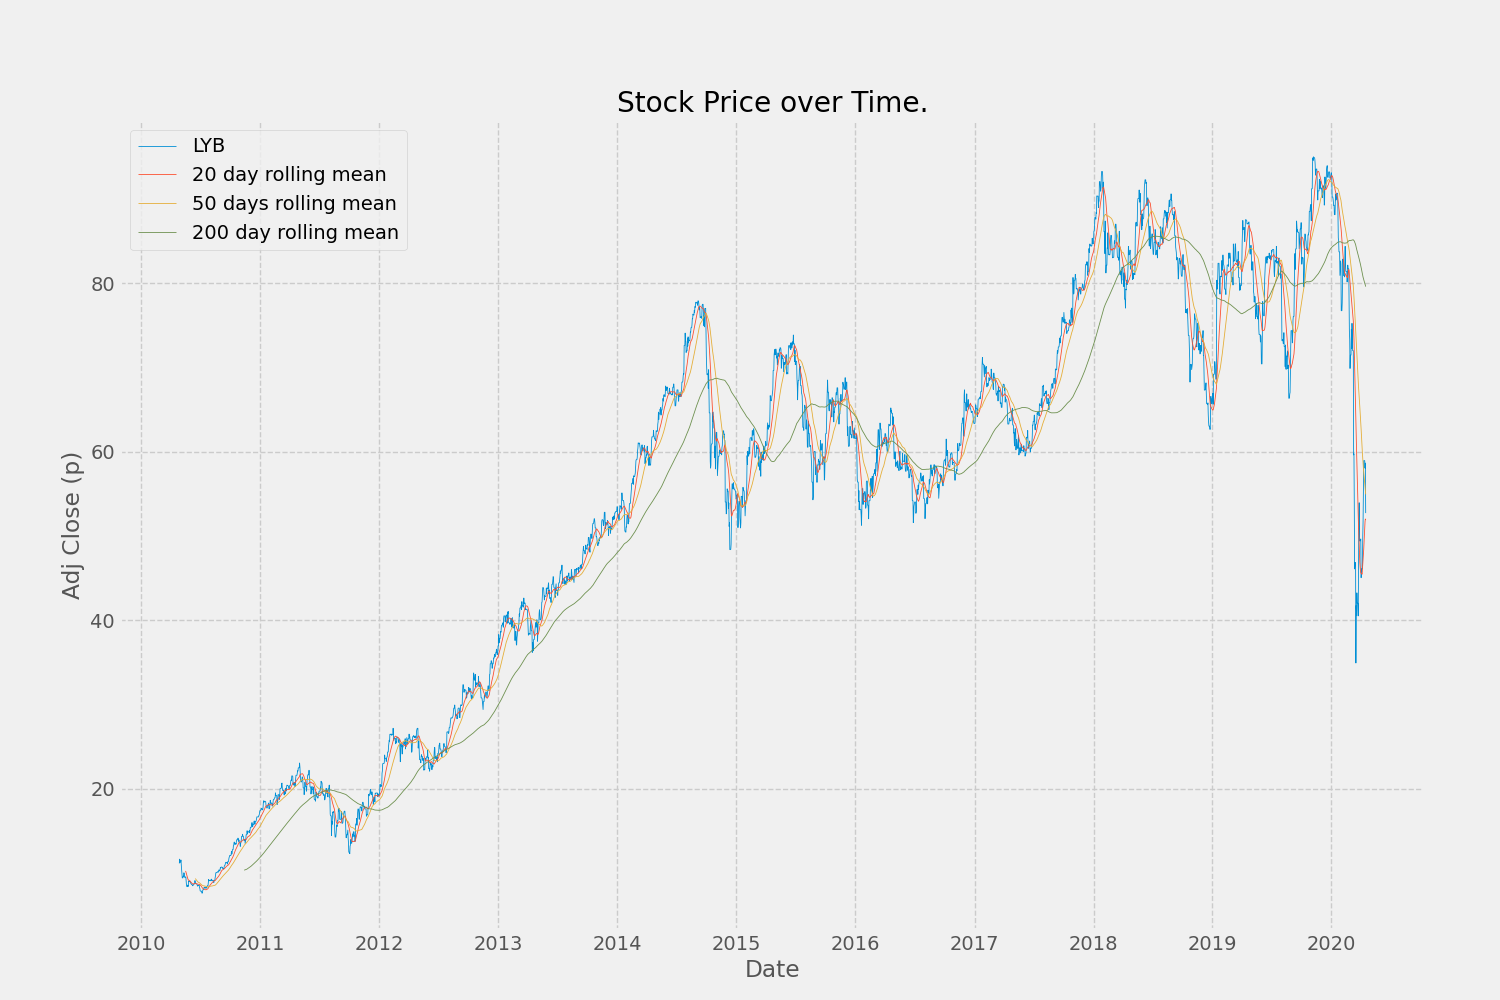 Stock Price over Time.
LYB
20 day rolling mean
50 days rolling mean
200 day rolling mean
Adj Close (p)
80
60
40
20
2010 2011 2012 2013 2014 2015 2016 2017 2018 2019 2020
Date